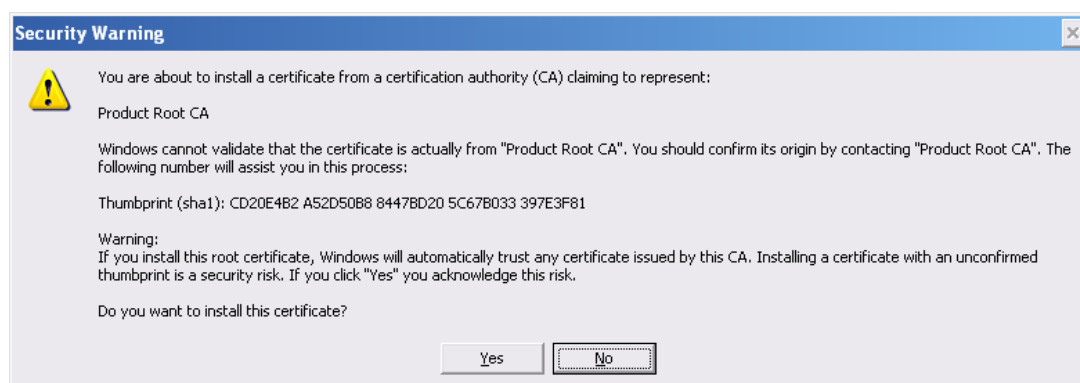 Security Warning
You are about to install a certificate from a certification authority (CA) claiming to represent:
Product Root CA
Windows cannot validate that the certificate is actually from "Product Root CA". You should confirm its origin by contacting "Product Root CA". The
following number will assist you in this process:
Thumbprint (sha1): CD20E4B2 A52D50B8 8447BD20 5C67B033 397E3F81
Warning:
If you install this root certificate, Windows will automatically trust any certificate issued by this CA. Installing a certificate with an unconfirmed
thumbprint is a security risk. If you click "Yes" you acknowledge this risk.
Do you want to install this certificate?
Yes No